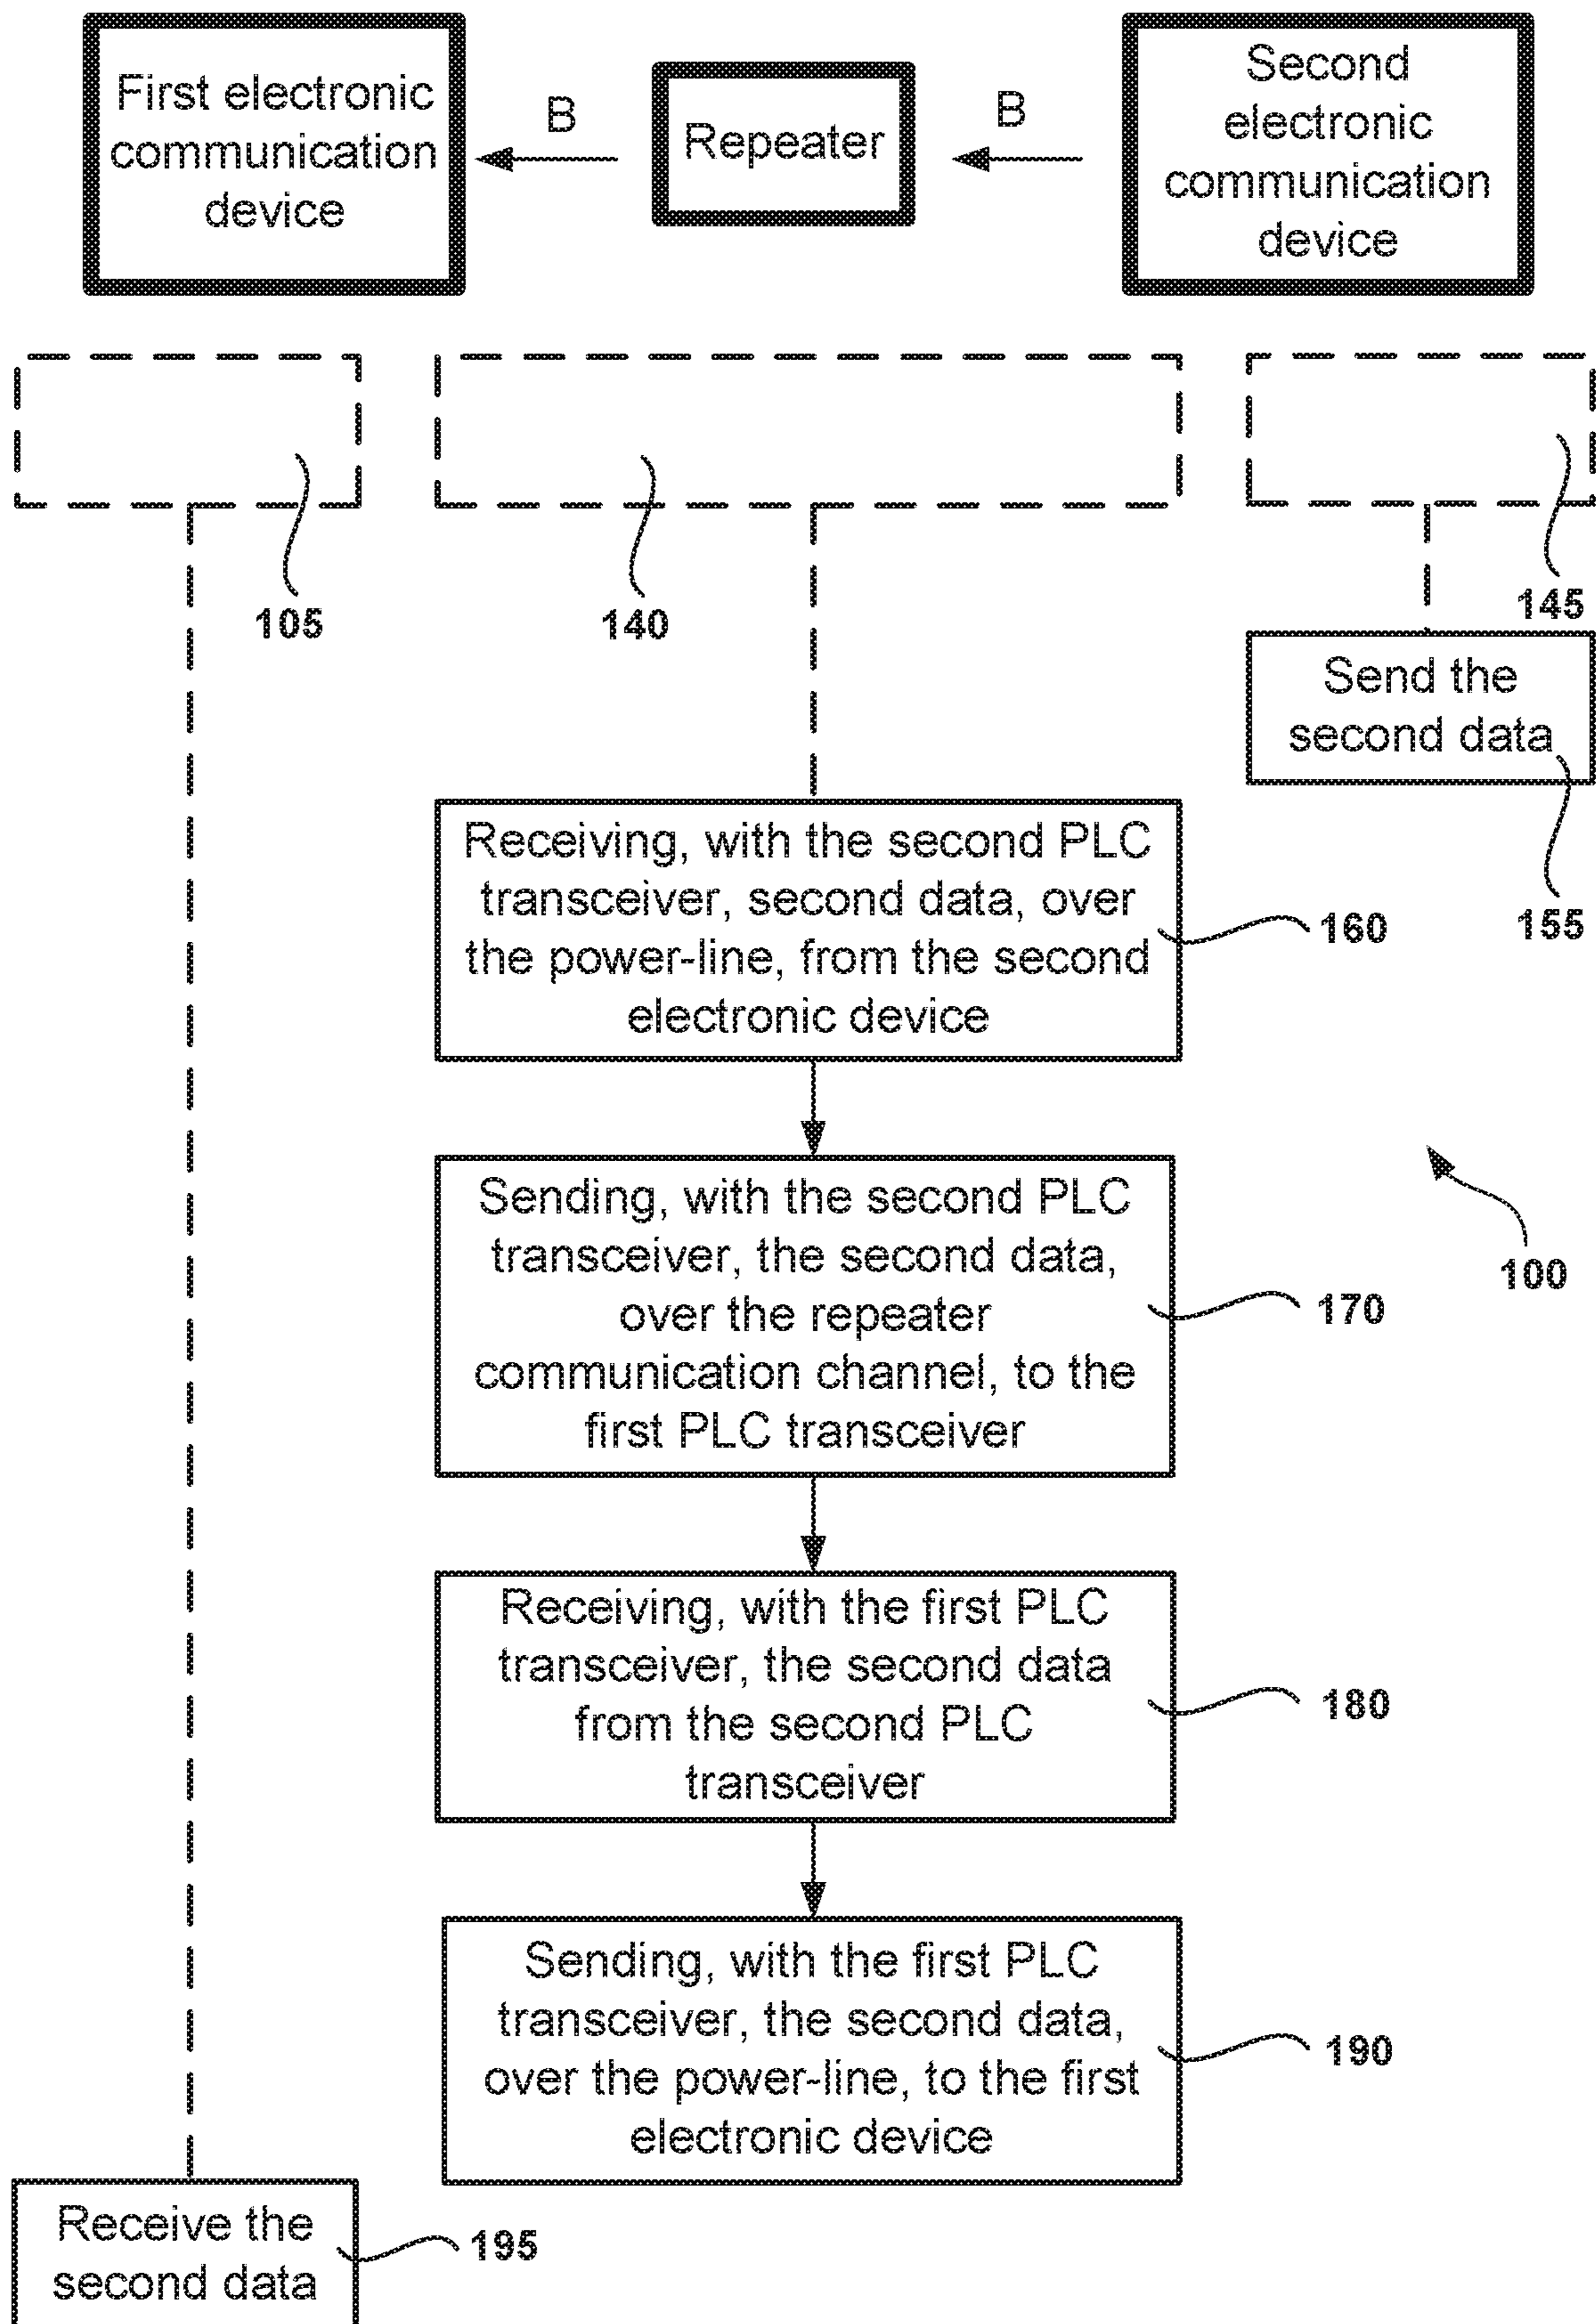 First electronic
communication
device
B
Repeater
B
Second
electronic
communication
device
105
140
145
Send the
second data
155
Receiving, with the second PLC
transceiver, second data, over
the power-line, from the second
electronic device
160
Sending, with the second PLC
transceiver, the second data,
over the repeater
communication channel, to the
first PLC transceiver
170
100
Receiving, with the first PLC
transceiver, the second data
from the second PLC
transceiver
180
Sending, with the first PLC
transceiver, the second data,
over the power-line, to the first
electronic device
190
Receive the
second data
195